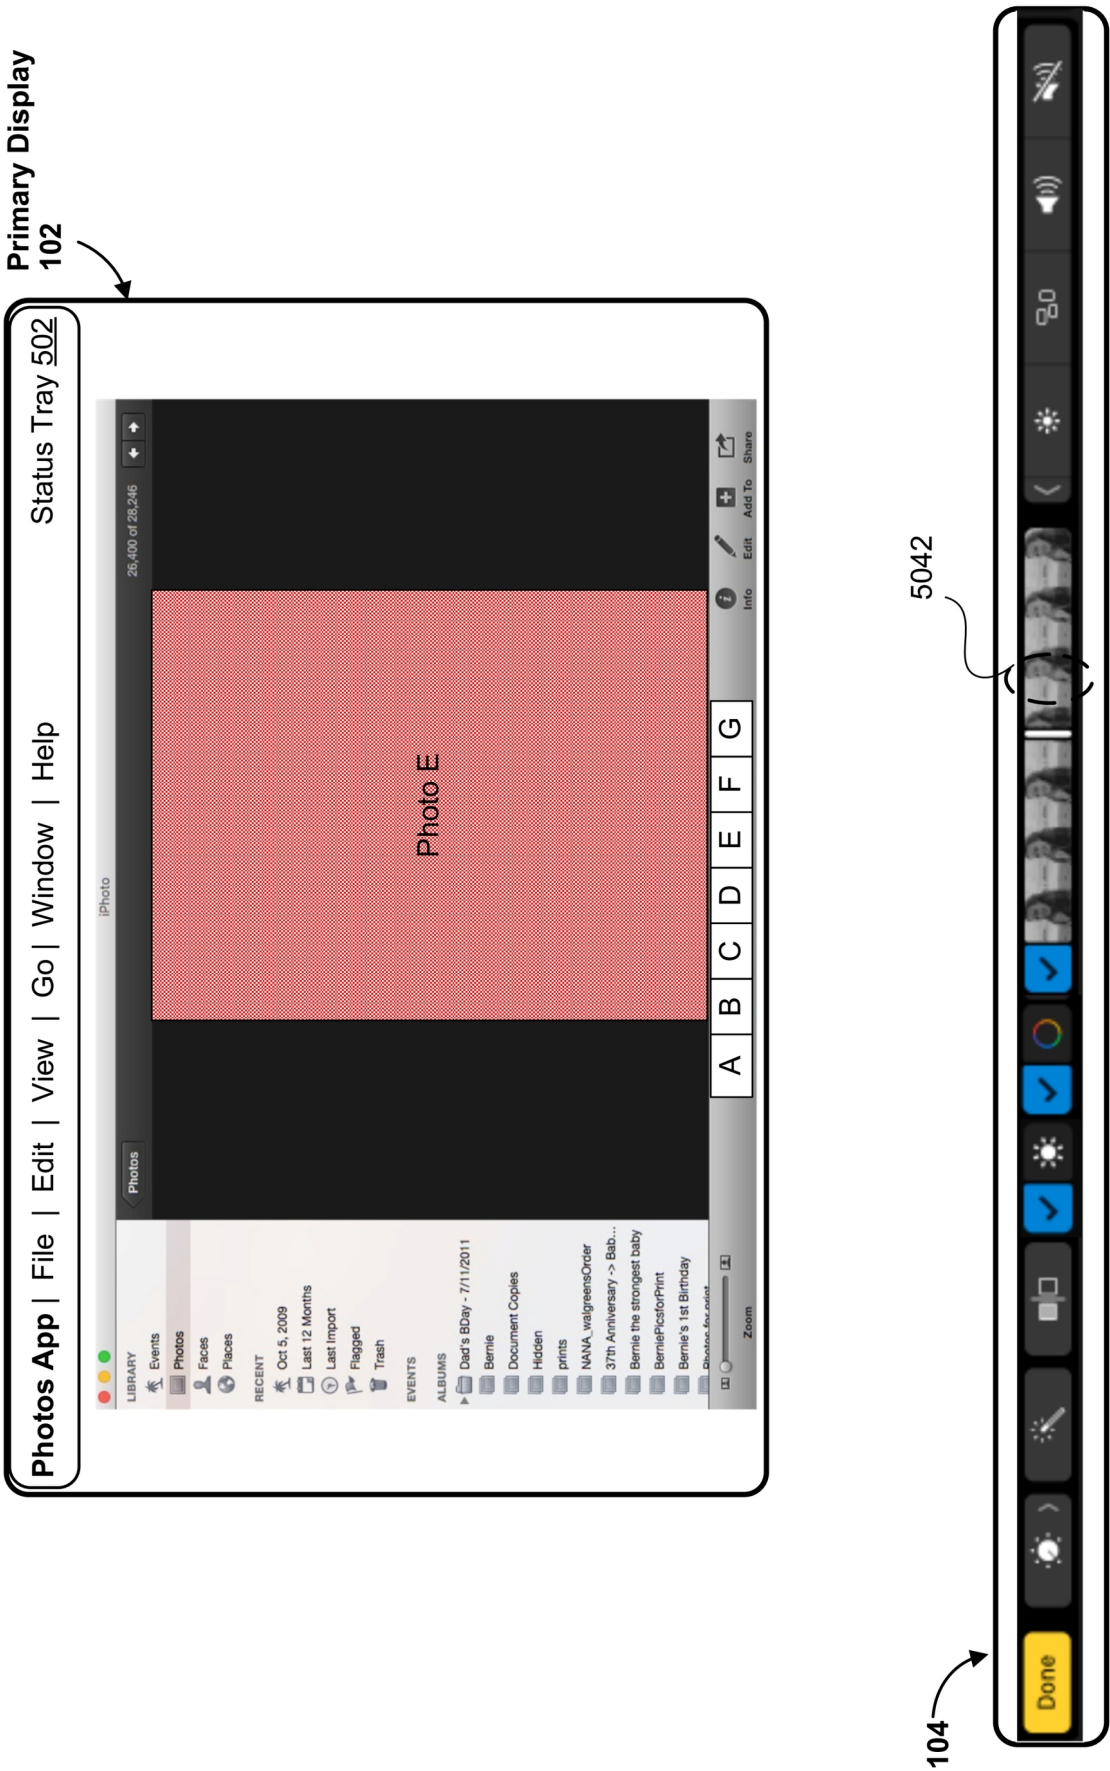 Primary Display
102
Photos App | File | Edit | View | Go | Window | Help
Status Tray 502
iPhoto
Photos
26,400 of 28,246
LIBRARY
Events
Photos
Faces
Places
RECENT
Oct 5, 2009
Last 12 Months
Last Import
Flagged
Trash
EVENTS
ALBUMS
Dad's BDay - 7/11/2011
Bernie
Document Copies
Hidden
prints
NANA_walgreensOrder
37th Anniversary -> Bab...
Bernie the strongest baby
BerniePicsforPrint
Bernie's 1st Birthday
Photos for print
Photo E
Zoom
A B C D E F G
Info Edit Add To Share
5042
104
Done